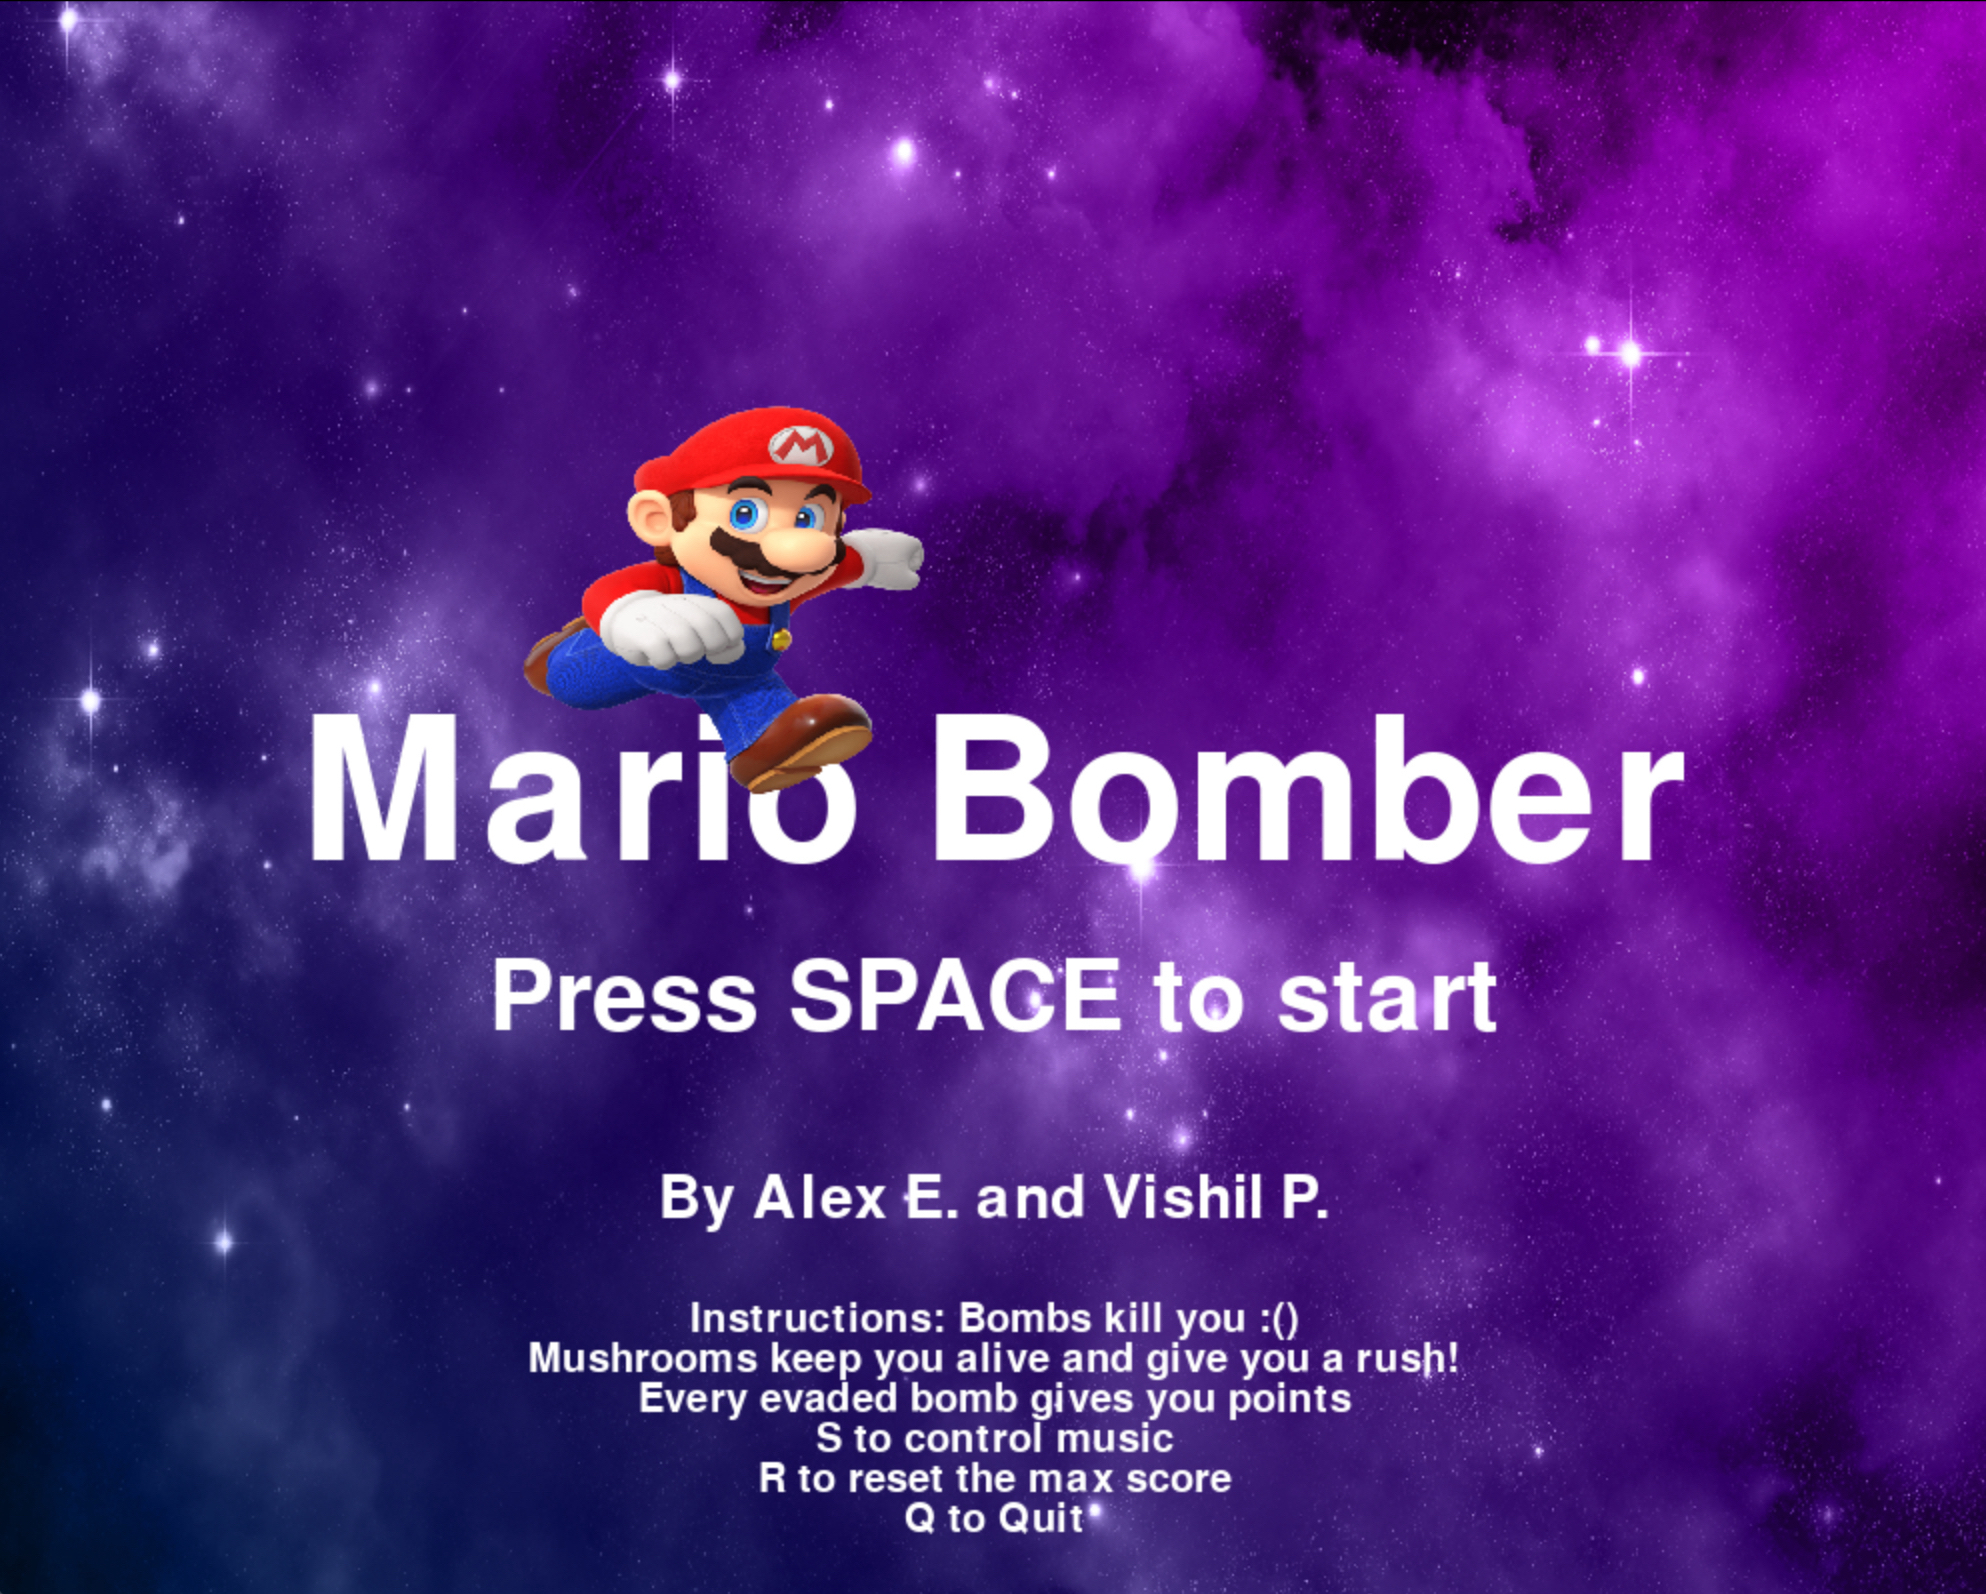 M
Mario Bomber
Press SPACE to start
By Alex E. and Vishil P.
Instructions: Bombs kill you :()
Mushrooms keep you alive and give you a rush!
Every evaded bomb gives you points
S to control music
R to reset the max score
Q to Quit